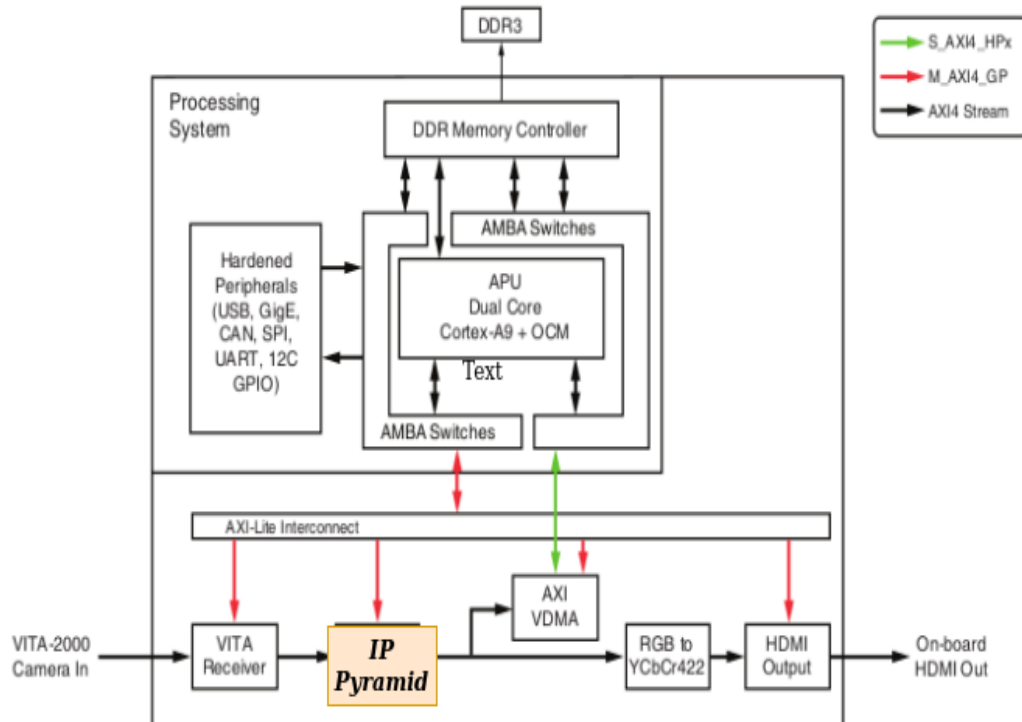 DDR3
S_AXI4_HPx
M_AXI4_GP
AXI4 Stream
Processing
System
DDR Memory Controller
AMBA Switches
Hardened
Peripherals
(USB, GigE,
CAN, SPI,
UART, 12C
GPIO)
APU
Dual Core
Cortex-A9 + OCM
Text
AMBA Switches
AXI-Lite Interconnect
AXI
VDMA
VITA-2000
Camera In
VITA
Receiver
IP
Pyramid
RGB to
YCbCr422
HDMI
Output
On-board
HDMI Out